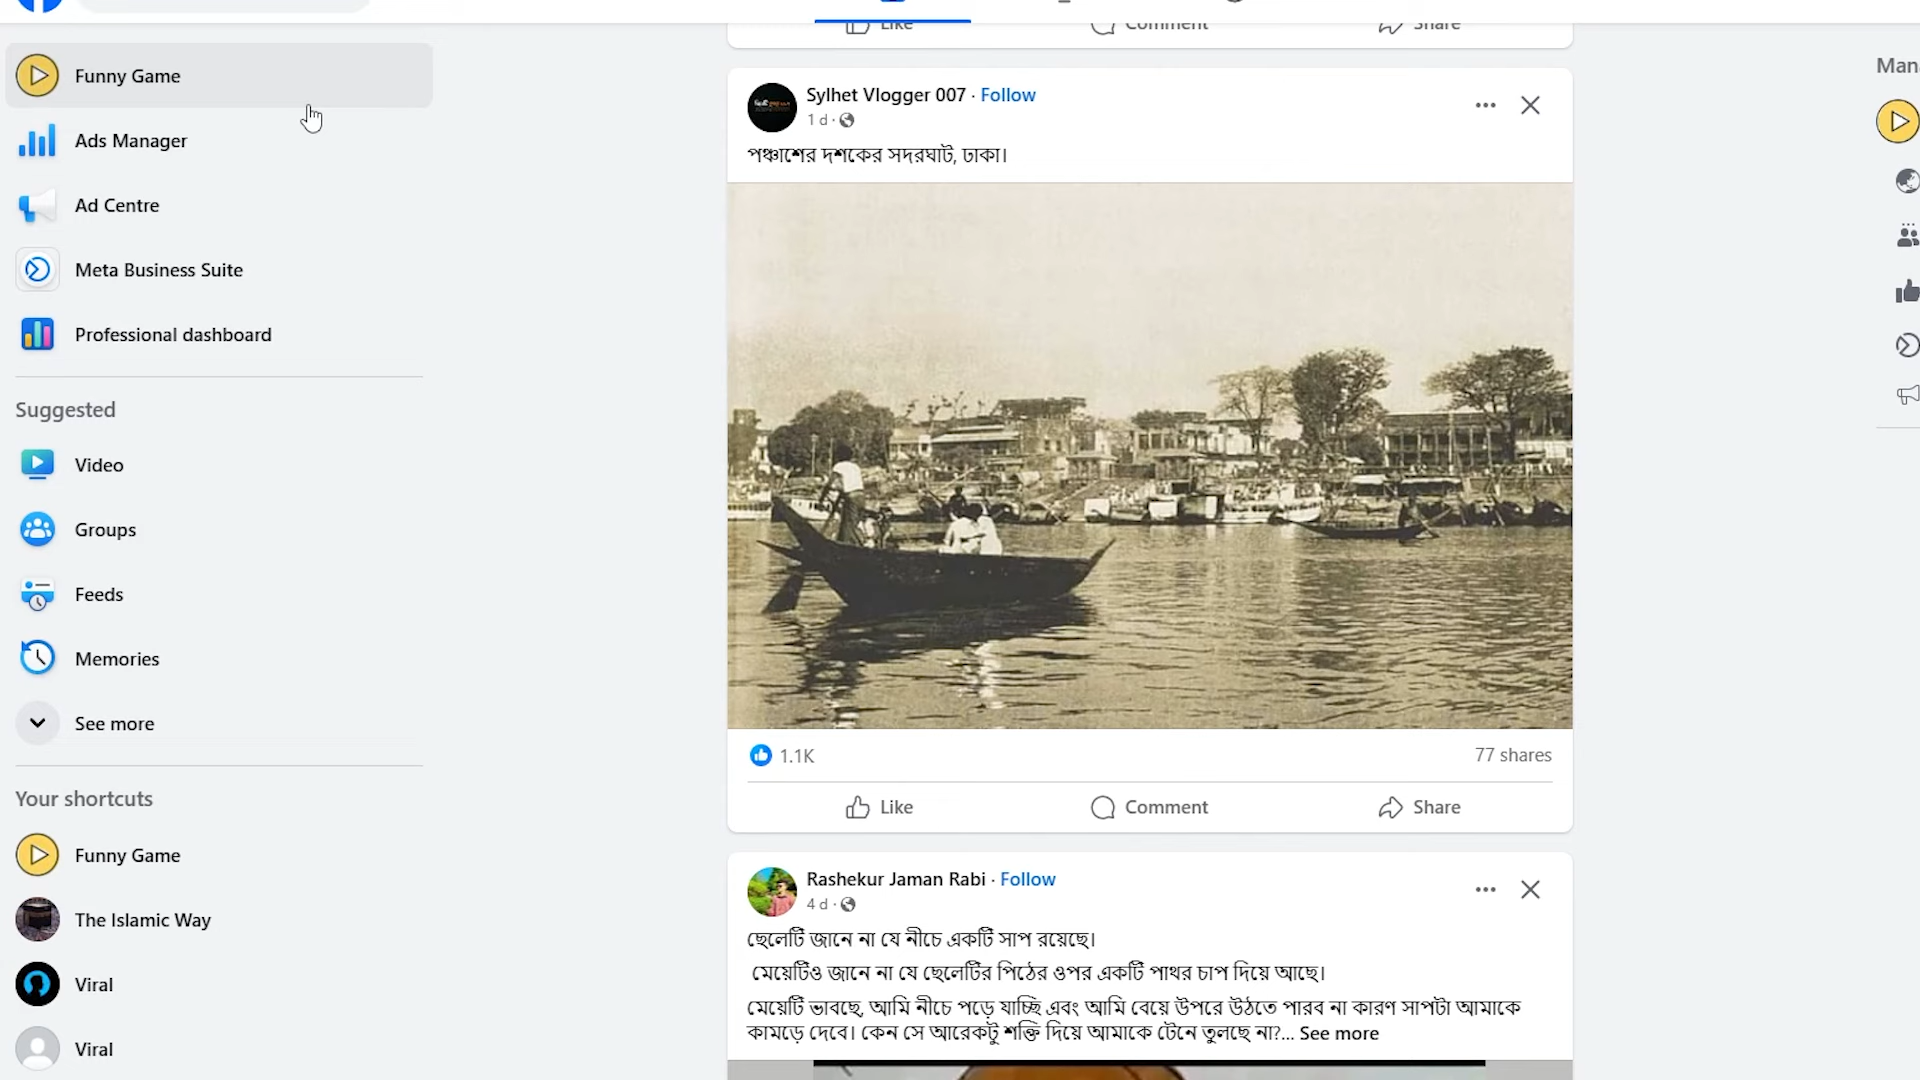 Like
Comment
Share
Funny Game
Ads Manager
Ad Centre
Meta Business Suite
Professional dashboard
Suggested
Video
Groups
Feeds
Memories
See more
Your shortcuts
Funny Game
The Islamic Way
Viral
Viral
Sylhet Vlogger 007 · Follow
1 d ·
পঞ্চাশের দশকের সদরঘাট, ঢাকা।
1.1K
77 shares
Like
Comment
Share
Rashekur Jaman Rabi · Follow
4 d ·
ছেলেটি জানে না যে নীচে একটি সাপ রয়েছে।
মেয়েটিও জানে না যে ছেলেটির পিঠের ওপর একটি পাথর চাপ দিয়ে আছে।
মেয়েটি ভাবছে, আমি নীচে পড়ে যাচ্ছি এবং আমি বেয়ে উপরে উঠতে পারব না কারণ সাপটা আমাকে
কামড়ে দেবে। কেন সে আরেকটু শক্তি দিয়ে আমাকে টেনে তুলছে না?... See more